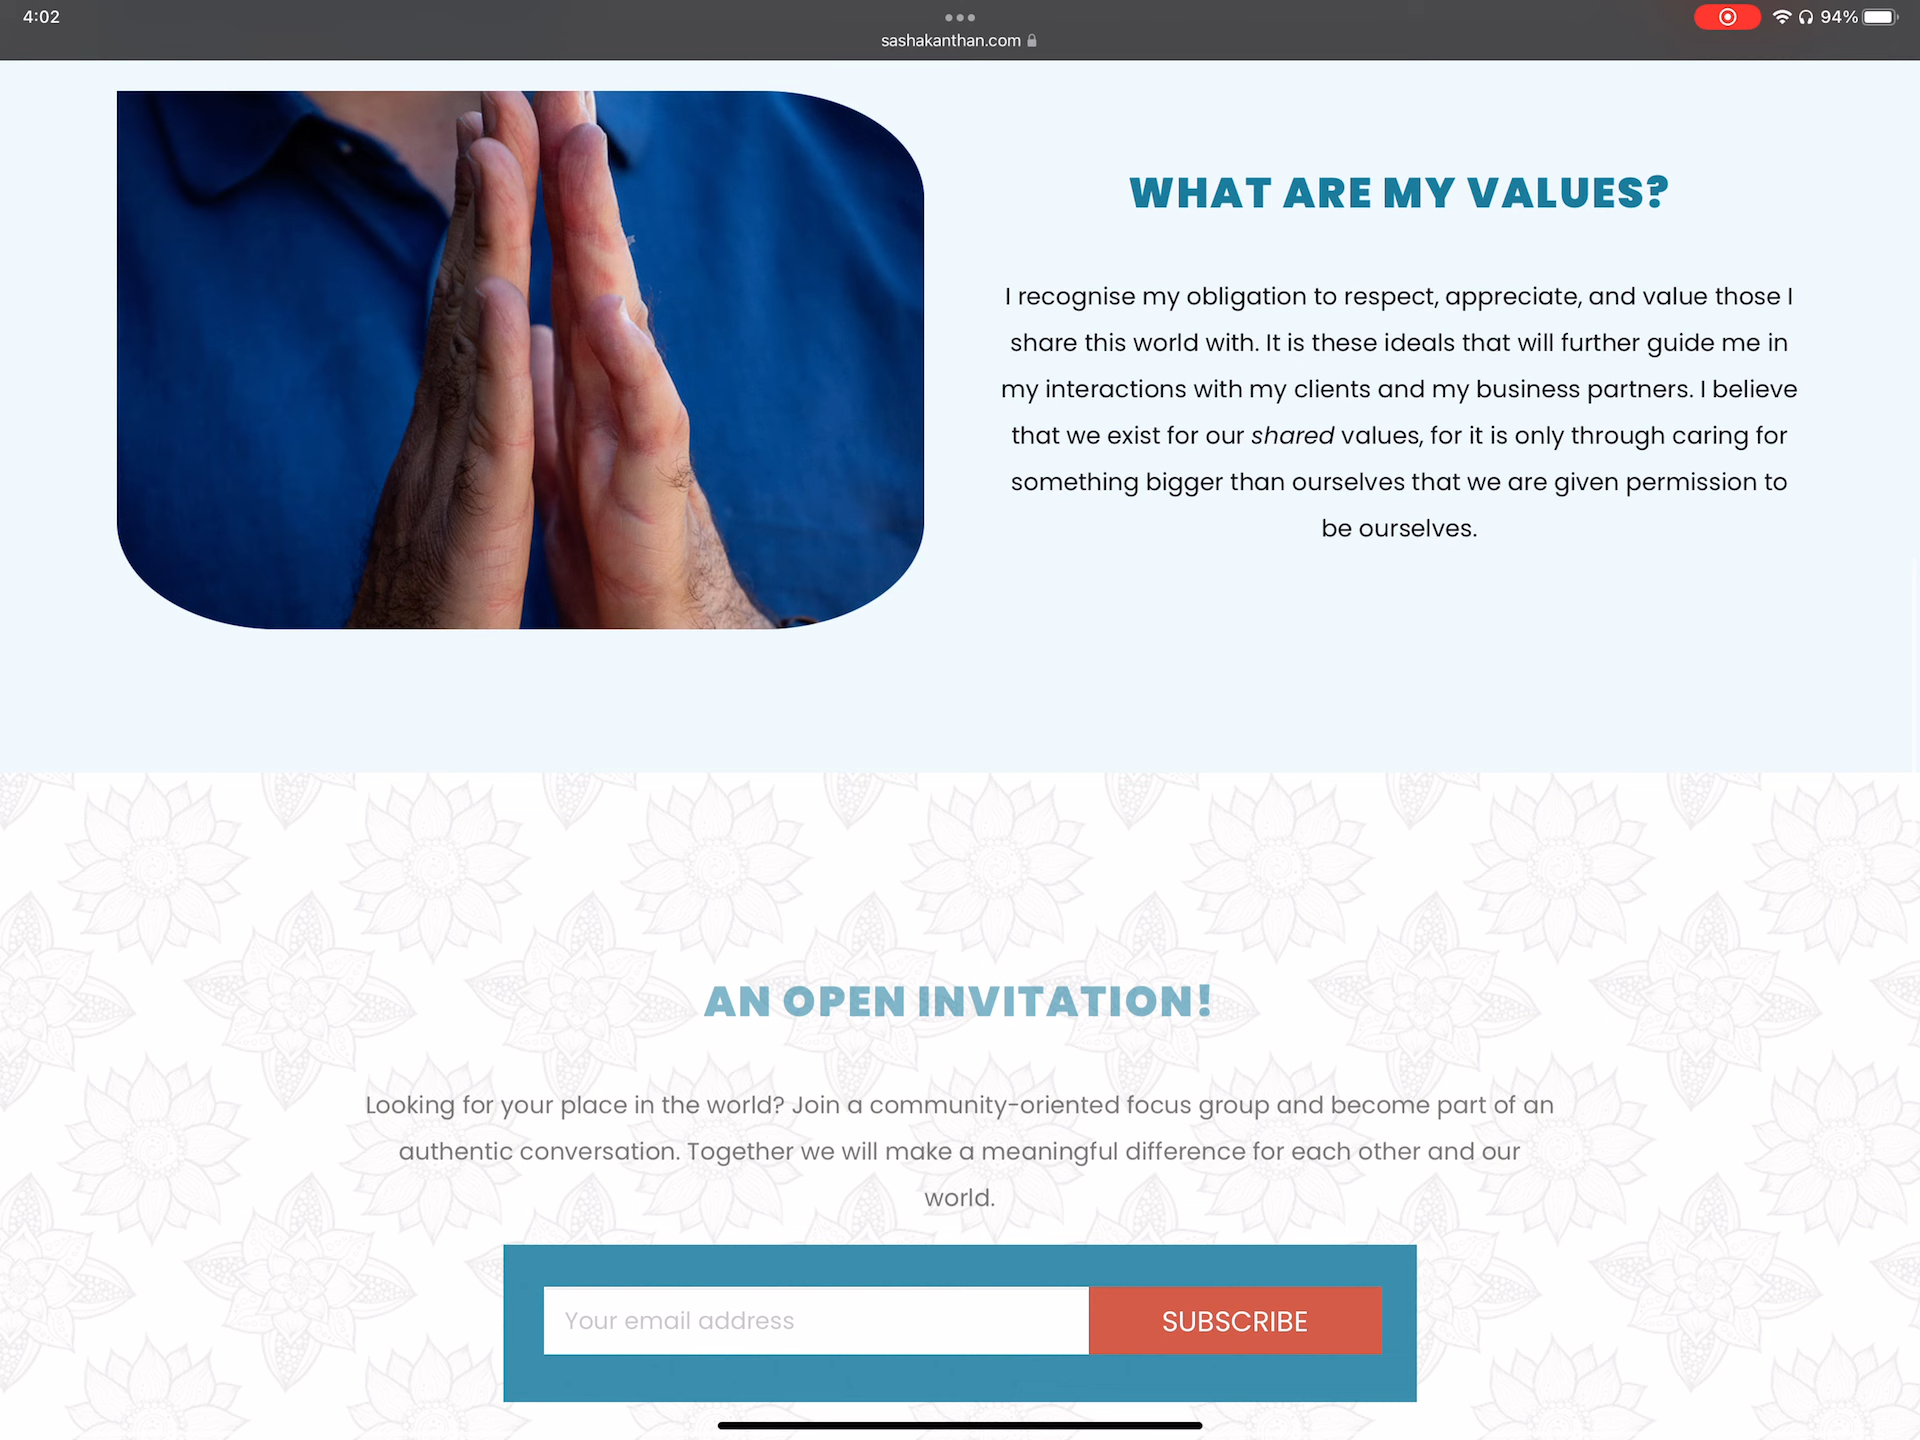 4:02
sashakanthan.com
94%
WHAT ARE MY VALUES?
I recognise my obligation to respect, appreciate, and value those I
share this world with. It is these ideals that will further guide me in
my interactions with my clients and my business partners. I believe
that we exist for our shared values, for it is only through caring for
something bigger than ourselves that we are given permission to
be ourselves.
AN OPEN INVITATION!
Looking for your place in the world? Join a community-oriented focus group and become part of an
authentic conversation. Together we will make a meaningful difference for each other and our
world.
Your email address
SUBSCRIBE